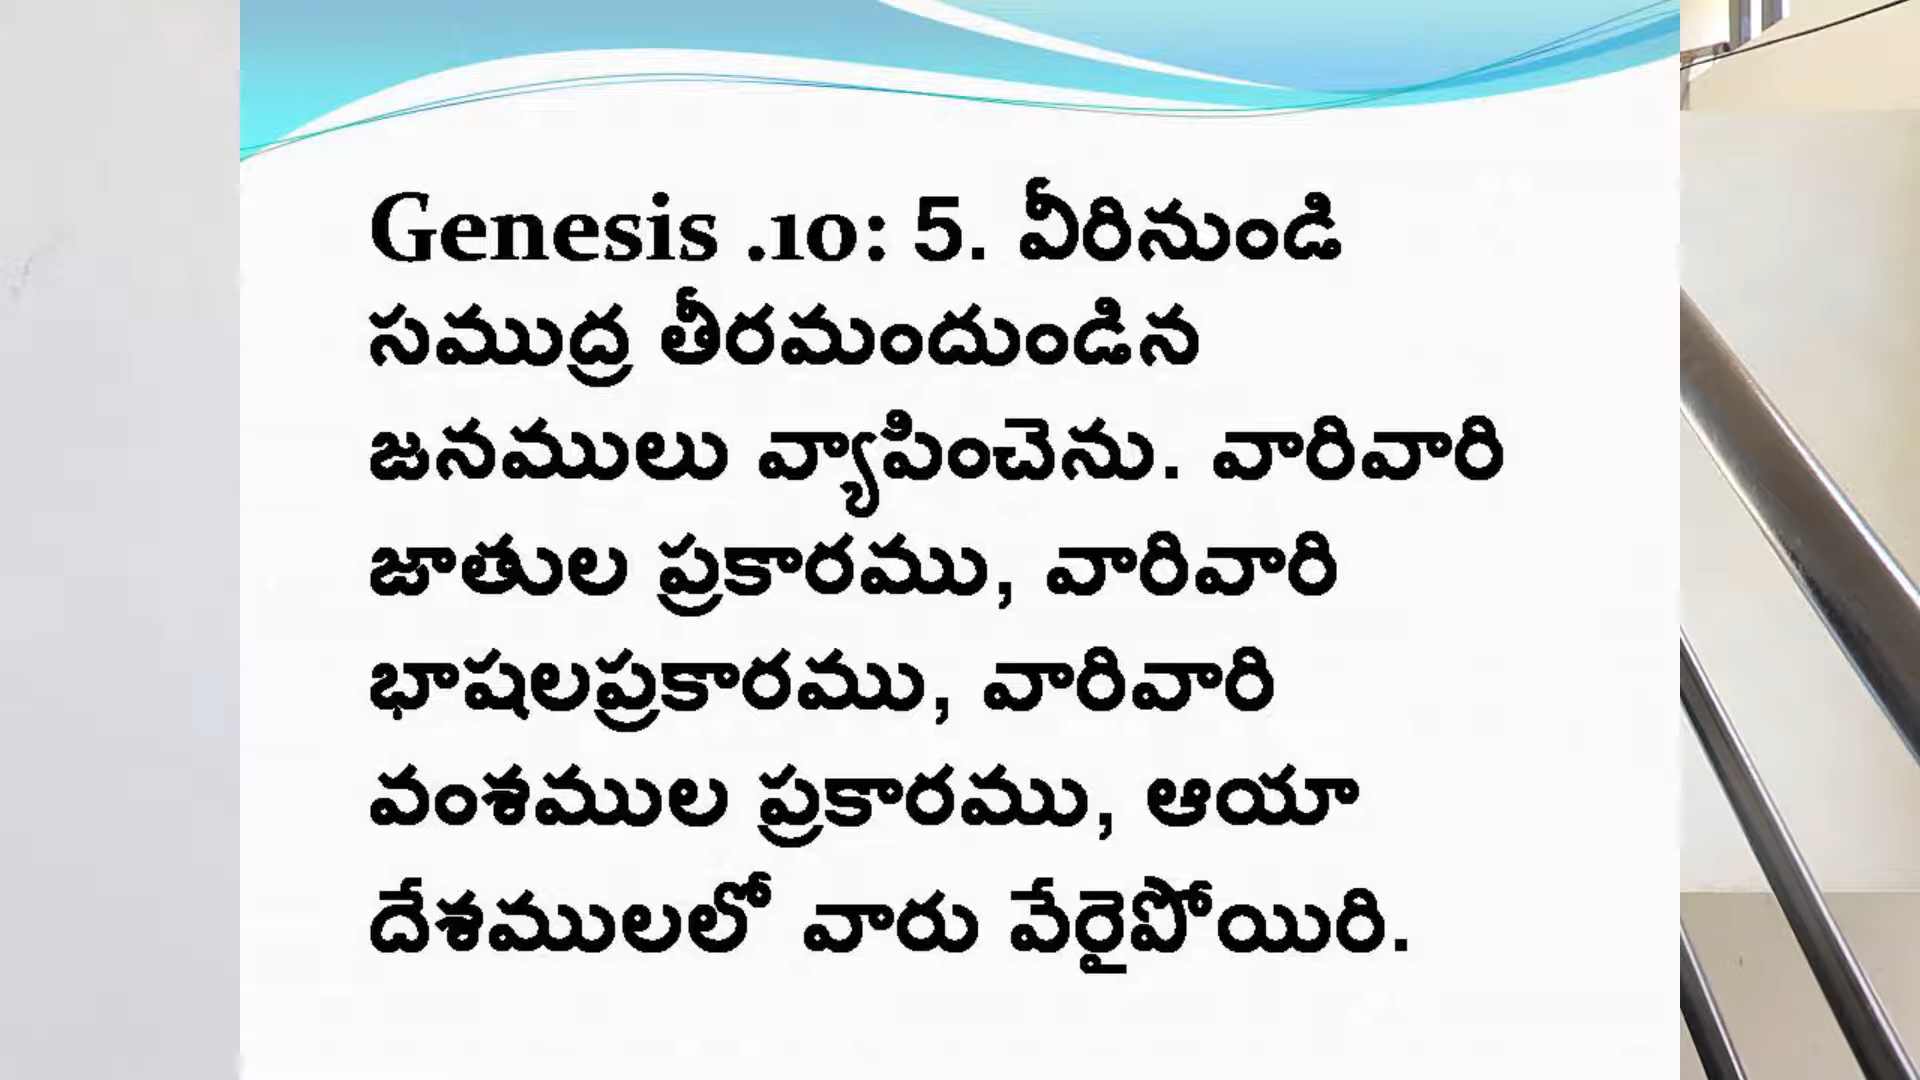 Genesis .10: 5. వీరినుండి
సముద్ర తీరమందుండిన
జనములు వ్యాపించెను. వారివారి
జాతుల ప్రకారము, వారివారి
భాషలప్రకారము, వారివారి
వంశముల ప్రకారము, ఆయా
దేశములలో వారు వేరైపోయిరి.